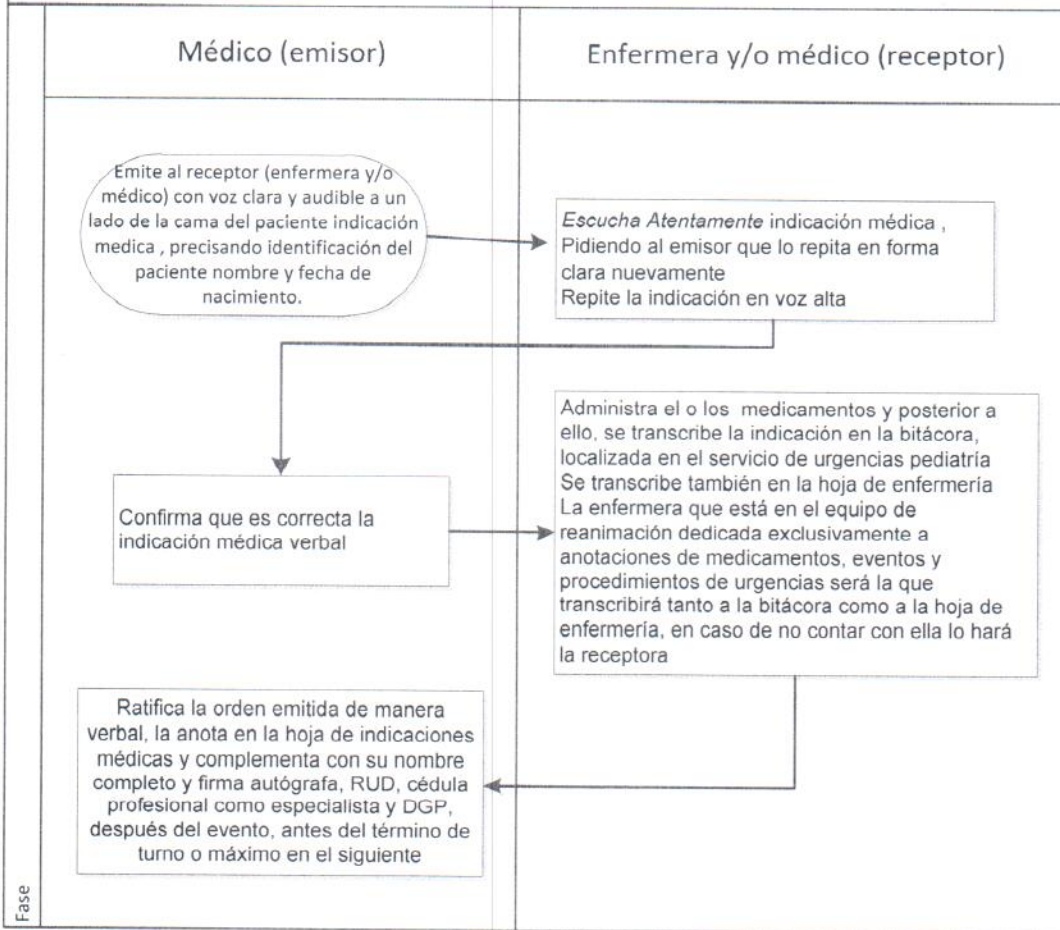 Médico (emisor)
Enfermera y/o médico (receptor)
Emite al receptor (enfermera y/o
médico) con voz clara y audible a un
lado de la cama del paciente indicación
medica , precisando identificación del
paciente nombre y fecha de
nacimiento.
Escucha Atentamente indicación médica ,
Pidiendo al emisor que lo repita en forma
clara nuevamente
Repite la indicación en voz alta
Confirma que es correcta la
indicación médica verbal
Administra el o los medicamentos y posterior a
ello, se transcribe la indicación en la bitácora,
localizada en el servicio de urgencias pediatría
Se transcribe también en la hoja de enfermería
La enfermera que está en el equipo de
reanimación dedicada exclusivamente a
anotaciones de medicamentos, eventos y
procedimientos de urgencias será la que
transcribirá tanto a la bitácora como a la hoja de
enfermería, en caso de no contar con ella lo hará
la receptora
Ratifica la orden emitida de manera
verbal, la anota en la hoja de indicaciones
médicas y complementa con su nombre
completo y firma autógrafa, RUD, cédula
profesional como especialista y DGP,
después del evento, antes del término de
turno o máximo en el siguiente
Fase